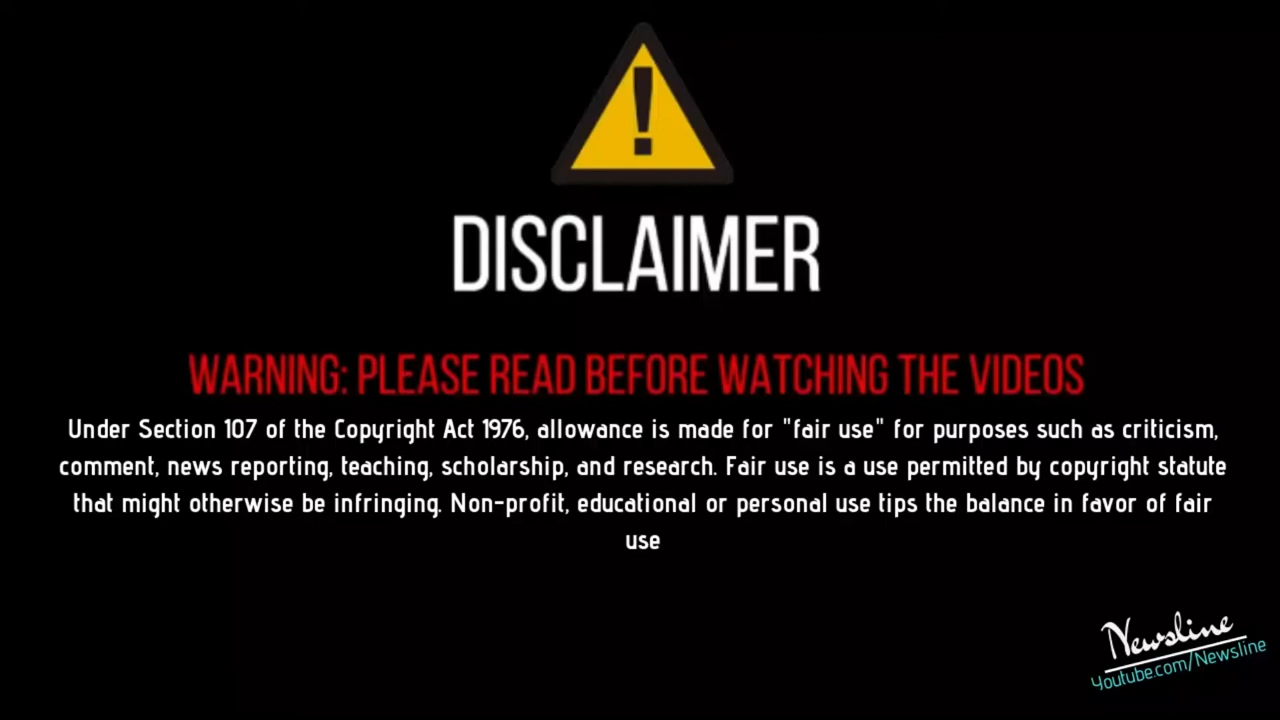 DISCLAIMER
WARNING: PLEASE READ BEFORE WATCHING THE VIDEOS
Under Section 107 of the Copyright Act 1976, allowance is made for "fair use" for purposes such as criticism,
comment, news reporting, teaching, scholarship, and research. Fair use is a use permitted by copyright statute
that might otherwise be infringing. Non-profit, educational or personal use tips the balance in favor of fair
use
Newsline
Youtube.com/Newsline